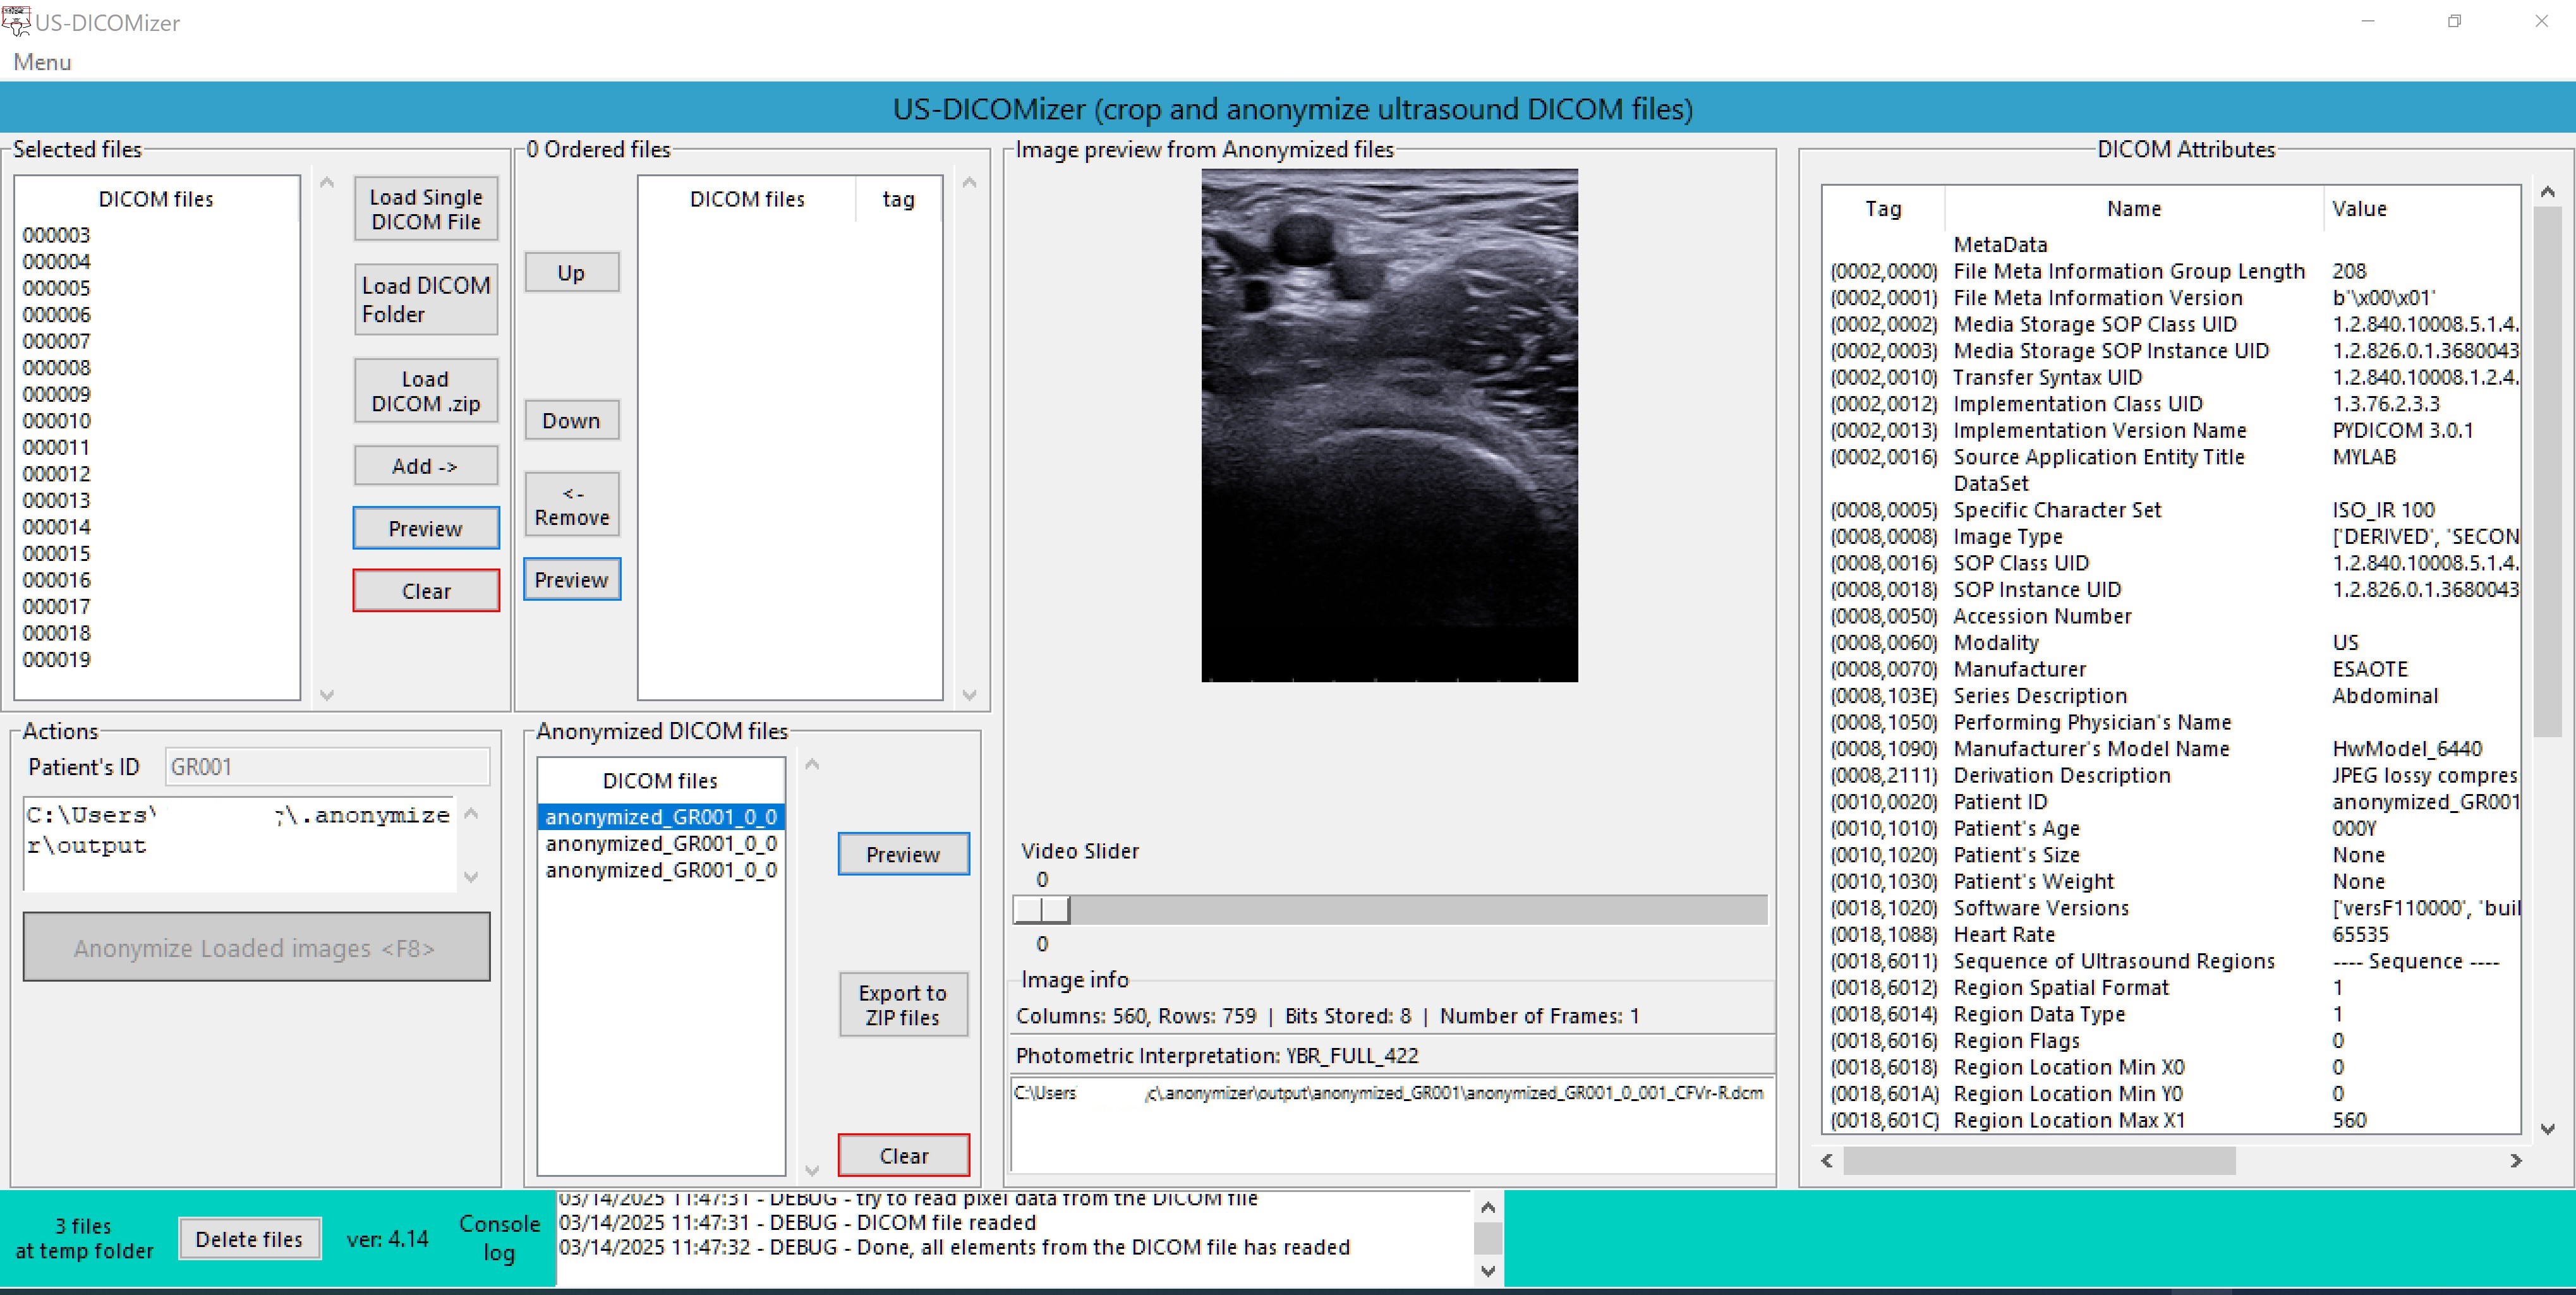 US-DICOMizer
Menu
US-DICOMizer (crop and anonymize ultrasound DICOM files)
Selected files
DICOM files
000003
000004
000005
000006
000007
000008
000009
000010
000011
000012
000013
000014
000015
000016
000017
000018
000019
Load Single
DICOM File
Load DICOM
Folder
Load
DICOM .zip
Add ->
Preview
Clear
0 Ordered files
Up
Down
<-
Remove
Preview
DICOM files tag
Actions
Patient's ID GR001
C:\Users\ \.anonymize
r\output
Anonymize Loaded images <F8>
Anonymized DICOM files
DICOM files
anonymized_GR001_0_0
anonymized_GR001_0_0
anonymized_GR001_0_0
Preview
Export to
ZIP files
Clear
Image preview from Anonymized files
Video Slider
0
0
Image info
Columns: 560, Rows: 759 | Bits Stored: 8 | Number of Frames: 1
Photometric Interpretation: YBR_FULL_422
C:\Users \.anonymizer\output\anonymized_GR001\anonymized_GR001_0_001_CFVr-R.dcm
DICOM Attributes
Tag Name Value
MetaData
(0002,0000) File Meta Information Group Length 208
(0002,0001) File Meta Information Version b'\x00\x01'
(0002,0002) Media Storage SOP Class UID 1.2.840.10008.5.1.4.
(0002,0003) Media Storage SOP Instance UID 1.2.826.0.1.3680043
(0002,0010) Transfer Syntax UID 1.2.840.10008.1.2.4.
(0002,0012) Implementation Class UID 1.3.76.2.3.3
(0002,0013) Implementation Version Name PYDICOM 3.0.1
(0002,0016) Source Application Entity Title MYLAB
DataSet
(0008,0005) Specific Character Set ISO_IR 100
(0008,0008) Image Type ['DERIVED', 'SECON
(0008,0016) SOP Class UID 1.2.840.10008.5.1.4.
(0008,0018) SOP Instance UID 1.2.826.0.1.3680043
(0008,0050) Accession Number
(0008,0060) Modality US
(0008,0070) Manufacturer ESAOTE
(0008,103E) Series Description Abdominal
(0008,1050) Performing Physician's Name
(0008,1090) Manufacturer's Model Name HwModel_6440
(0008,2111) Derivation Description JPEG lossy compres
(0010,0020) Patient ID anonymized_GR001
(0010,1010) Patient's Age 000Y
(0010,1020) Patient's Size None
(0010,1030) Patient's Weight None
(0018,1020) Software Versions ['versF110000', 'buil
(0018,1088) Heart Rate 65535
(0018,6011) Sequence of Ultrasound Regions ---- Sequence ----
(0018,6012) Region Spatial Format 1
(0018,6014) Region Data Type 1
(0018,6016) Region Flags 0
(0018,6018) Region Location Min X0 0
(0018,601A) Region Location Min Y0 0
(0018,601C) Region Location Max X1 560
3 files
at temp folder
Delete files
ver: 4.14
Console
log
03/14/2025 11:47:31 - DEBUG - try to read pixel data from the DICOM file
03/14/2025 11:47:31 - DEBUG - DICOM file readed
03/14/2025 11:47:32 - DEBUG - Done, all elements from the DICOM file has readed